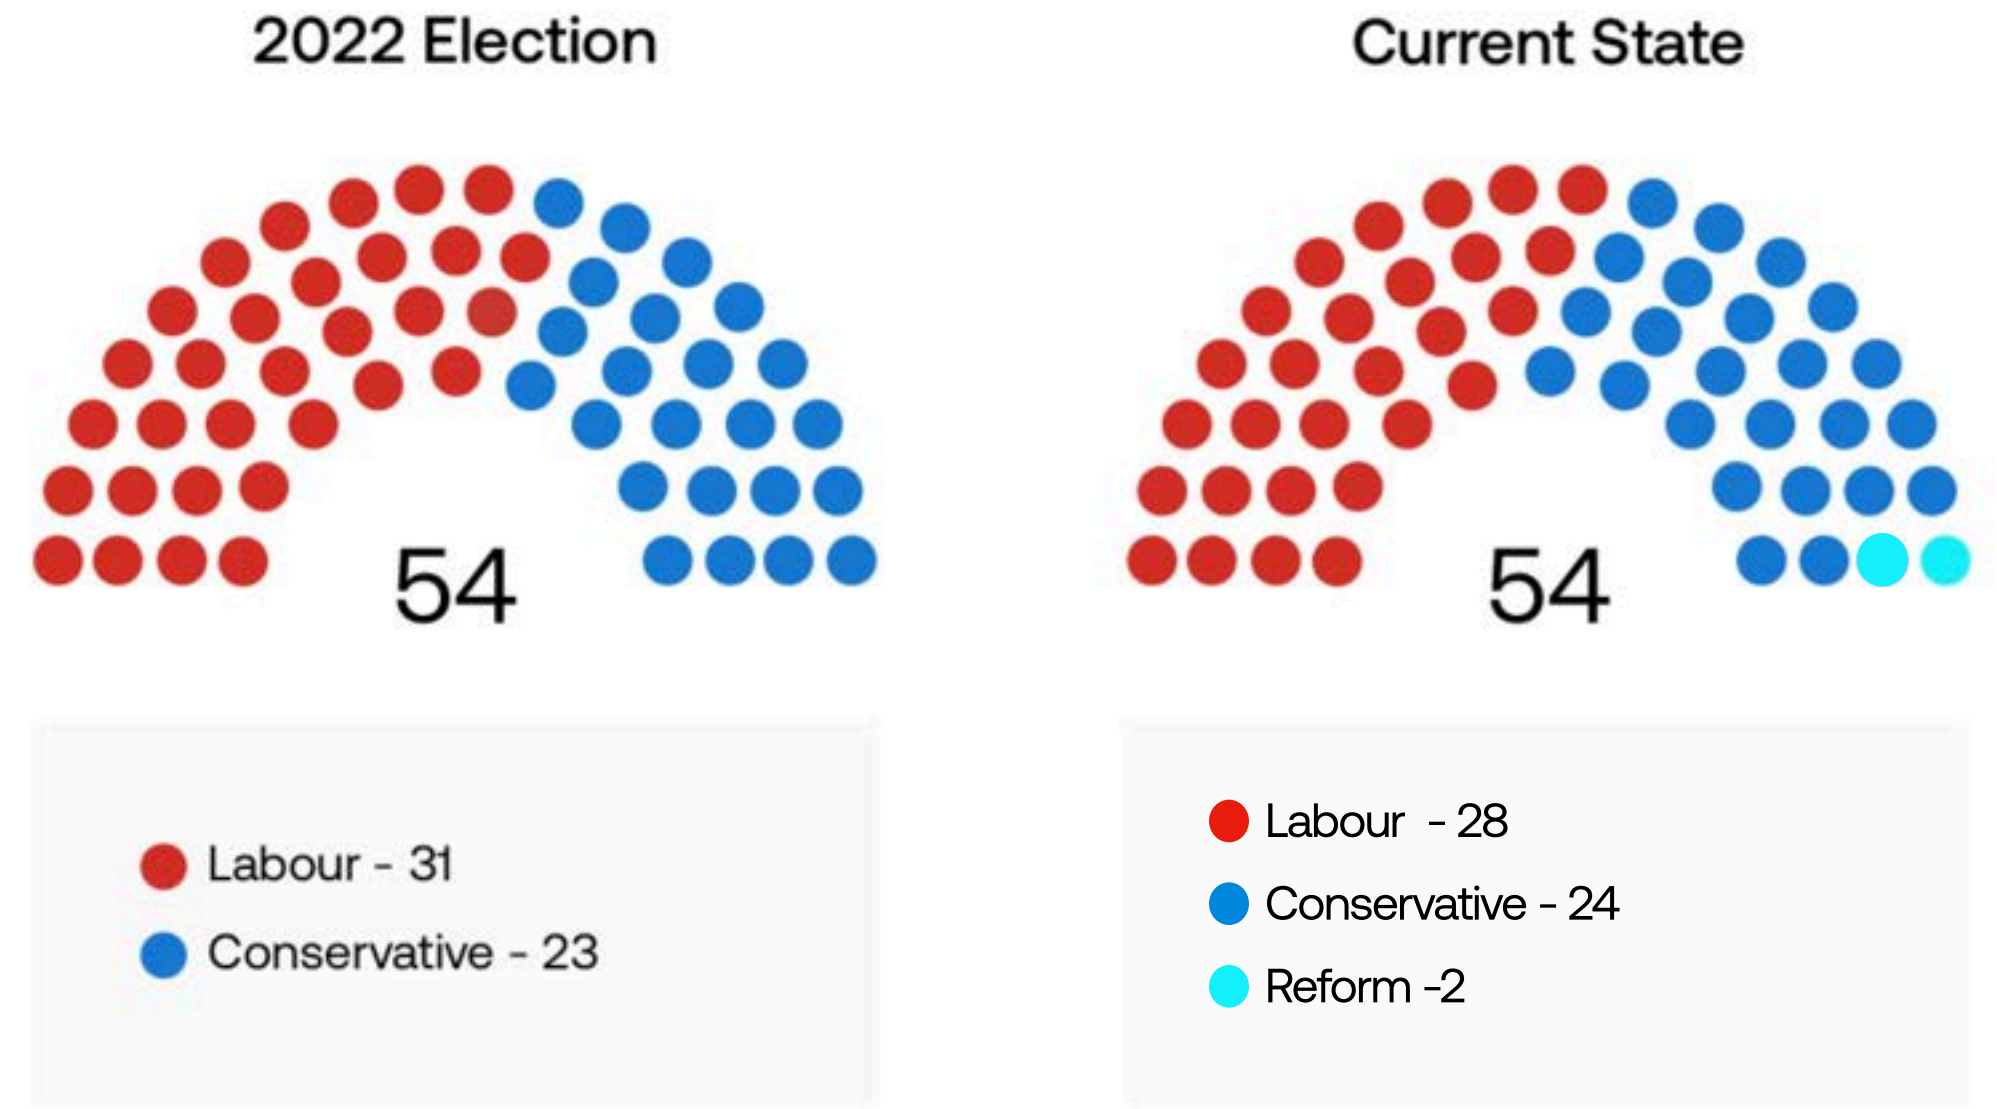 2022 Election
54
Labour - 31
Conservative - 23
Current State
54
Labour - 28
Conservative - 24
Reform -2